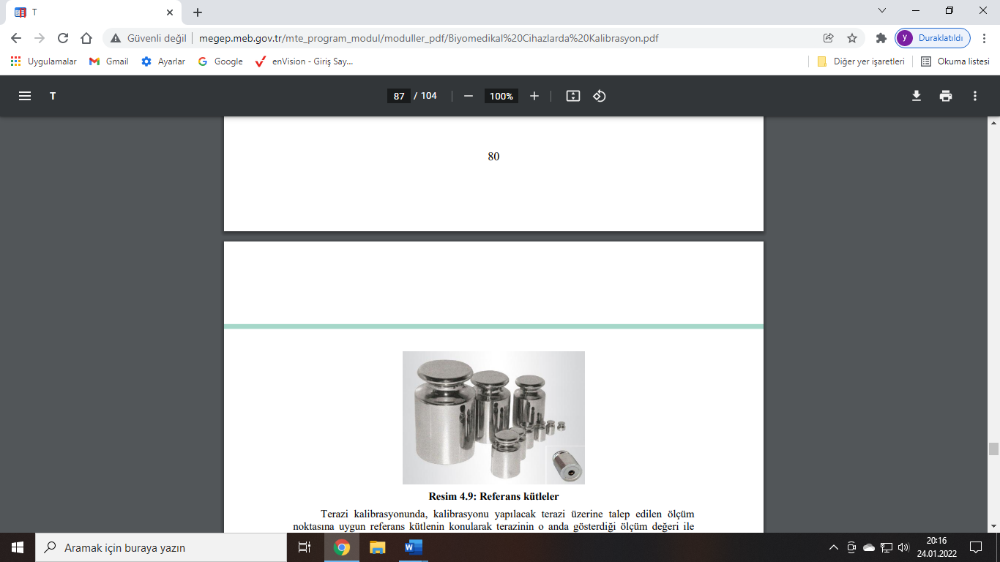 T
Güvenli değil
megep.meb.gov.tr/mte_program_modul/moduller_pdf/Biyomedikal%20Cihazlarda%20Kalibrasyon.pdf
y Duraklatıldı
Uygulamalar Gmail Ayarlar G Google enVision - Giriş Say... Diğer yer işaretleri Okuma listesi
T 87 / 104 100%
80
Resim 4.9: Referans kütleler
Terazi kalibrasyonunda, kalibrasyonu yapılacak terazi üzerine talep edilen ölçüm
noktasına uygun referans kütlenin konularak terazinin o anda gösterdiği ölçüm değeri ile
Aramak için buraya yazın
20:16
24.01.2022